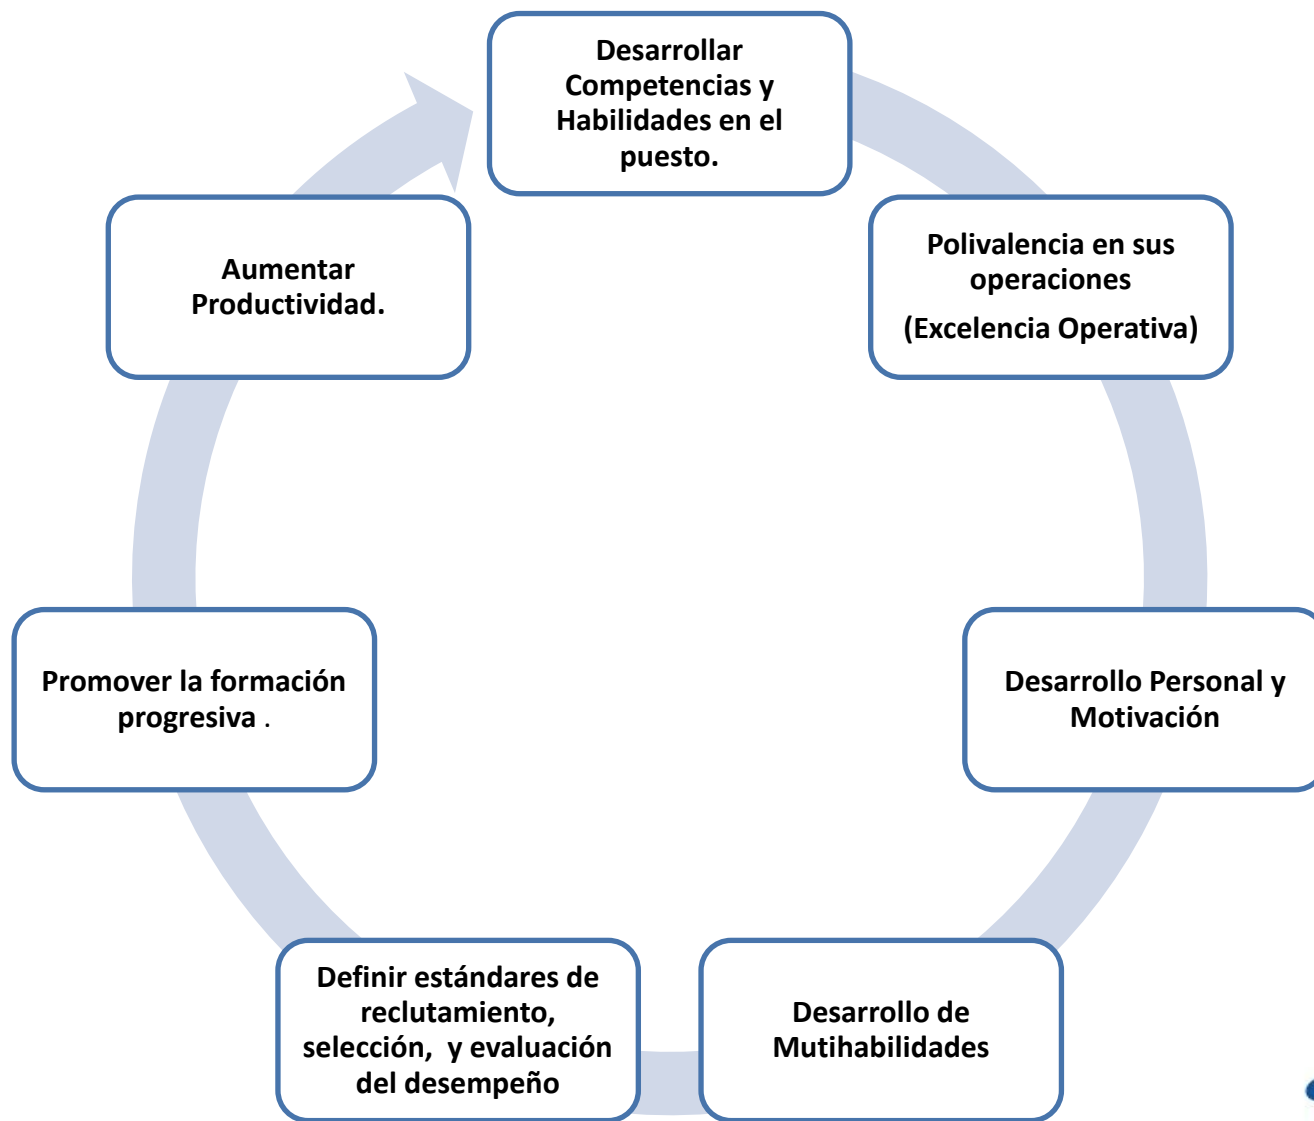 Desarrollar
Competencias y
Habilidades en el
puesto.
Polivalencia en sus
operaciones
(Excelencia Operativa)
Desarrollo Personal y
Motivación
Desarrollo de
Mutihabilidades
Definir estándares de
reclutamiento,
selección, y evaluación
del desempeño
Promover la formación
progresiva .
Aumentar
Productividad.